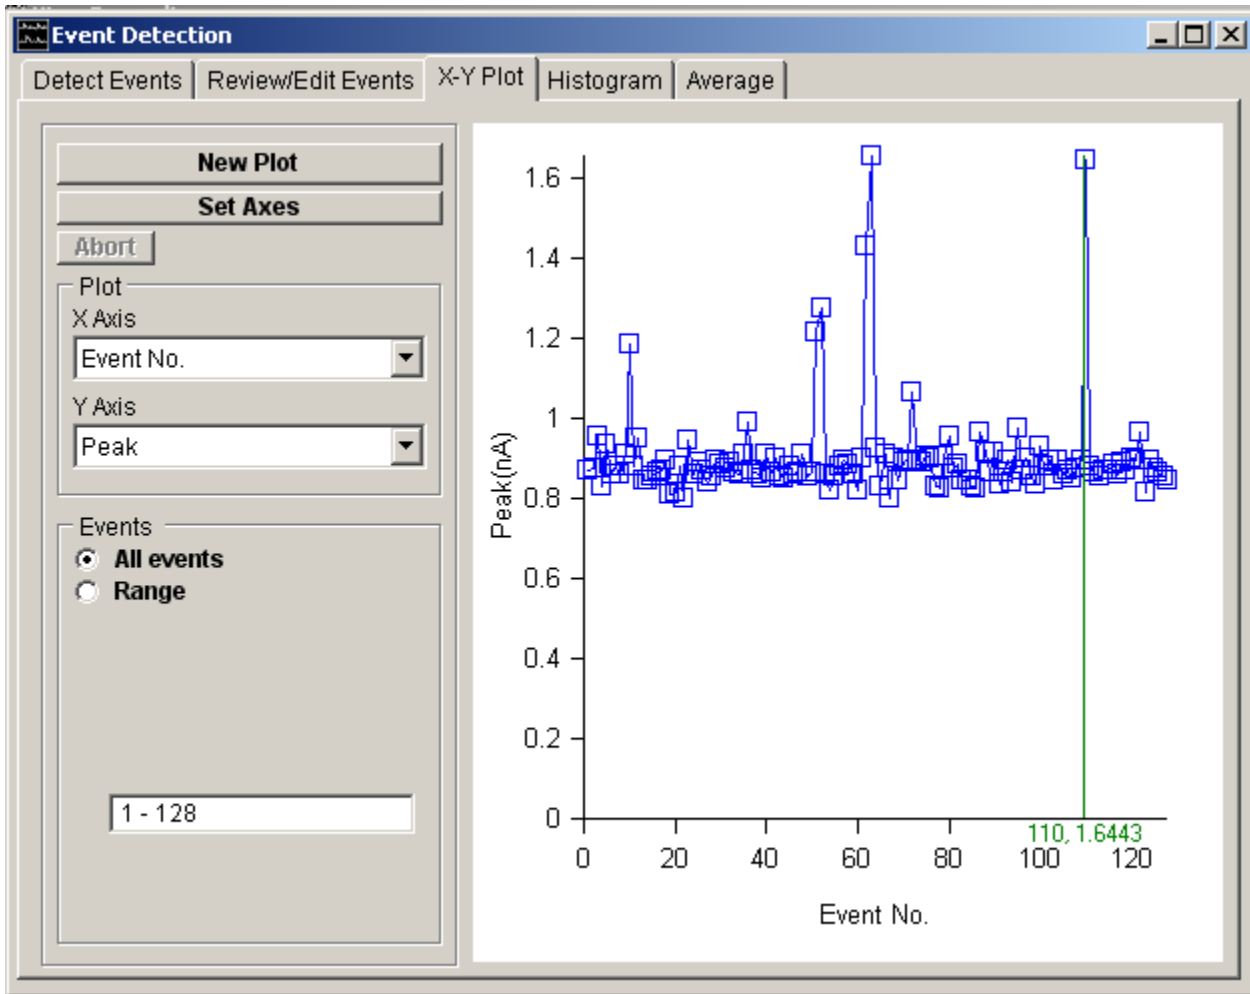 Event Detection
Detect Events Review/Edit Events X-Y Plot Histogram Average
New Plot
Set Axes
Abort
Plot
X Axis
Event No.
Y Axis
Peak
Events
All events
Range
1 - 128
Peak(nA)
1.6
1.4
1.2
1
0.8
0.6
0.4
0.2
0
110, 1.6443
0 20 40 60 80 100 120
Event No.